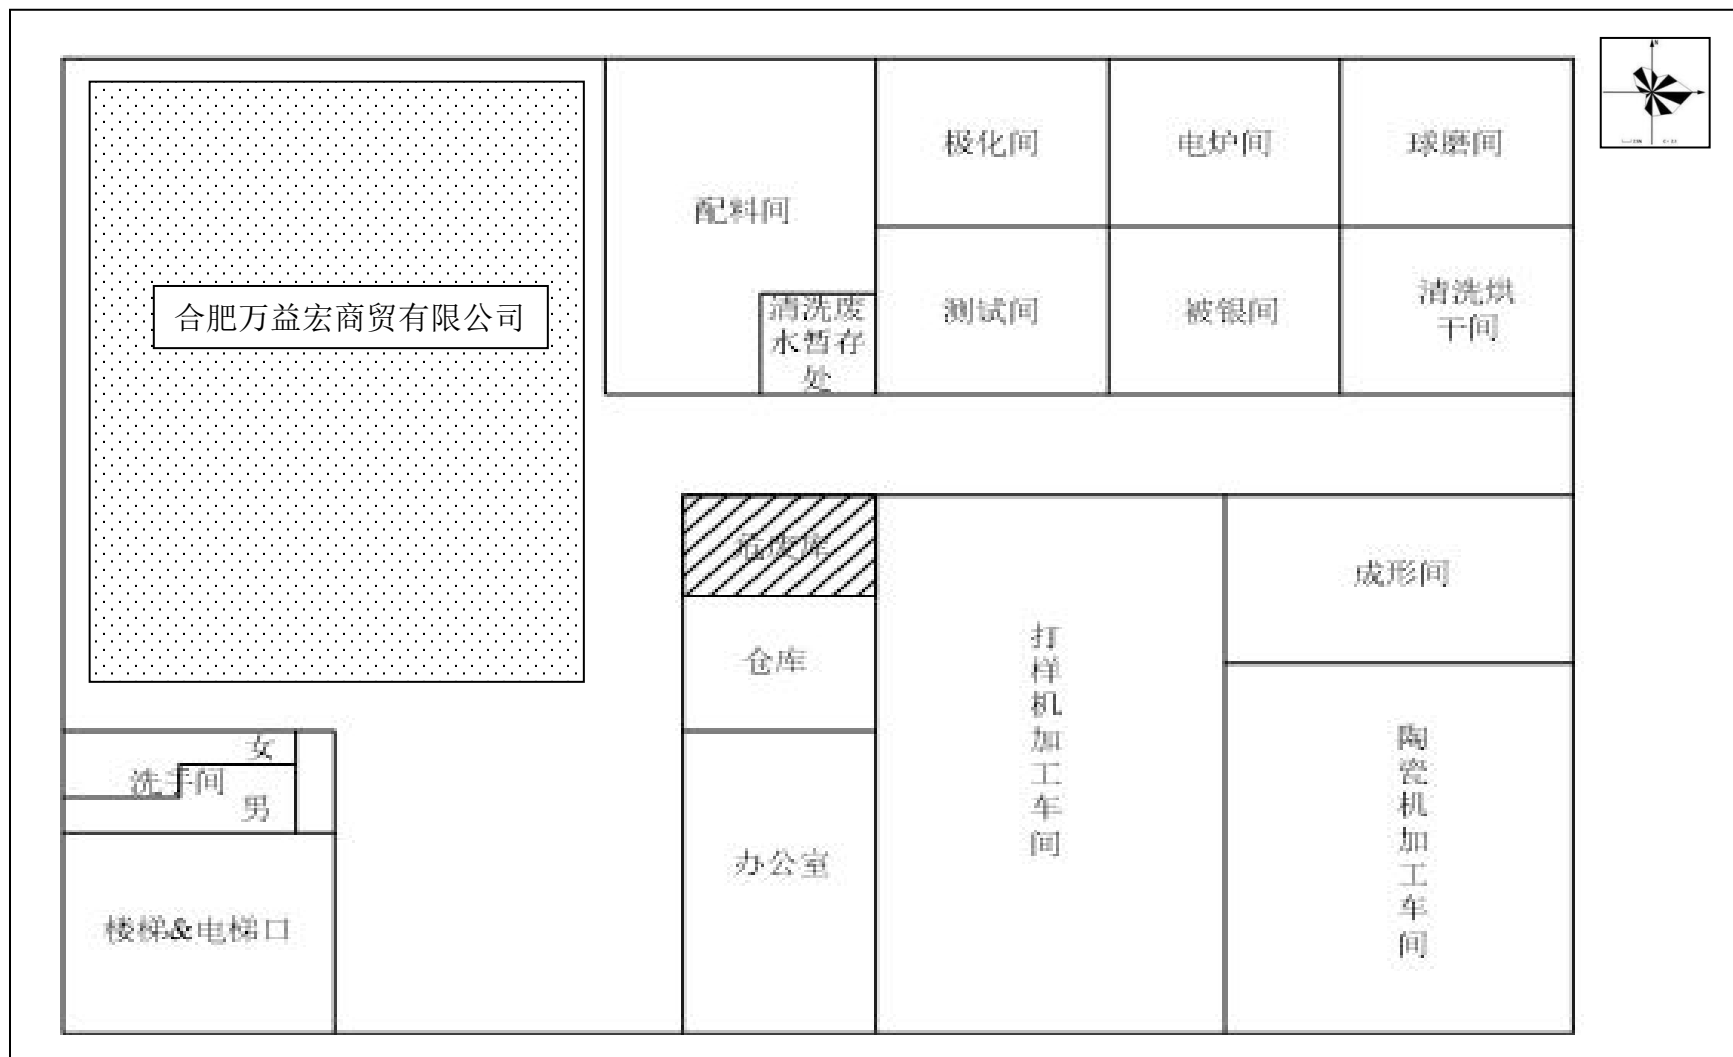 N
极化间
电炉间
球磨间
配料间
合肥万益宏商贸有限公司
清洗废
水暂存
处
测试间
被银间
清洗烘
干间
危废库
成形间
仓库
打样机加工车间
陶瓷机加工车间
女
洗手间
男
办公室
楼梯&电梯口